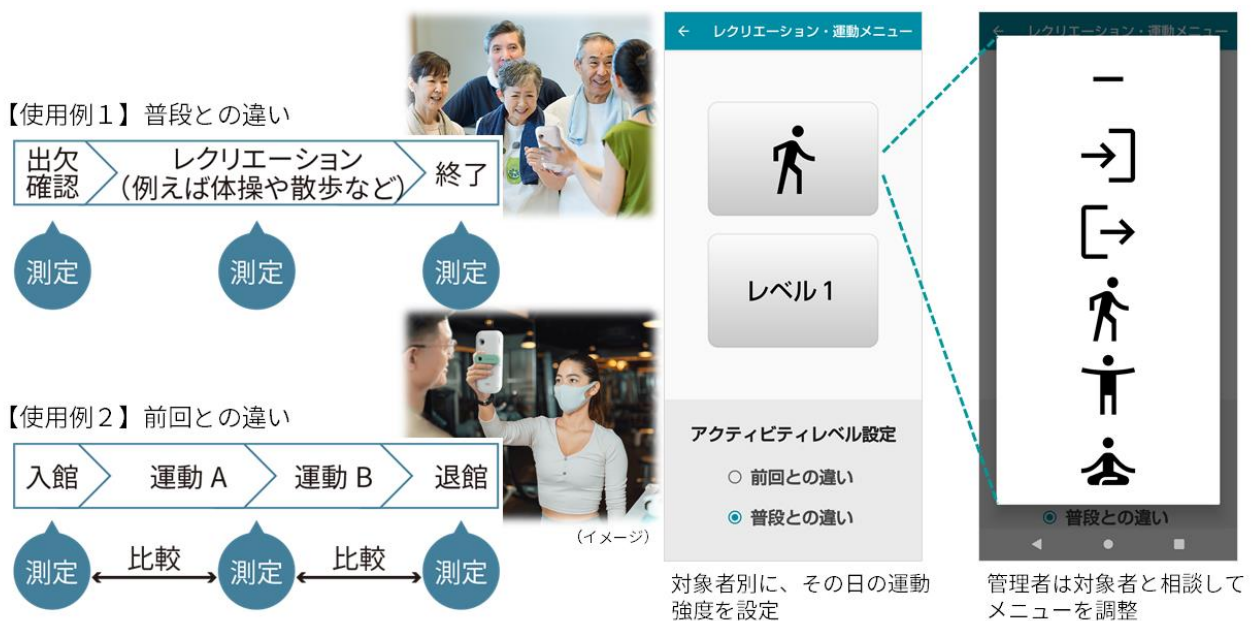 【使用例1】普段との違い
出欠
確認
レクリエーション
(例えば体操や散歩など)
終了
測定
測定
測定
【使用例2】前回との違い
入館
運動 A
運動 B
退館
測定
比較
測定
比較
測定
(イメージ)
← レクリエーション・運動メニュー
レベル 1
アクティビティレベル設定
前回との違い
普段との違い
対象者別に、その日の運動
強度を設定
レクリエーション・運動メニュー
普段との違い
管理者は対象者と相談して
メニューを調整